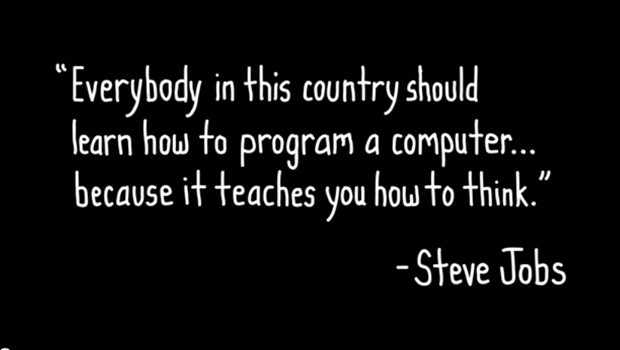 “Everybody in this country should
learn how to program a computer...
because it teaches you how to think.”
-Steve Jobs